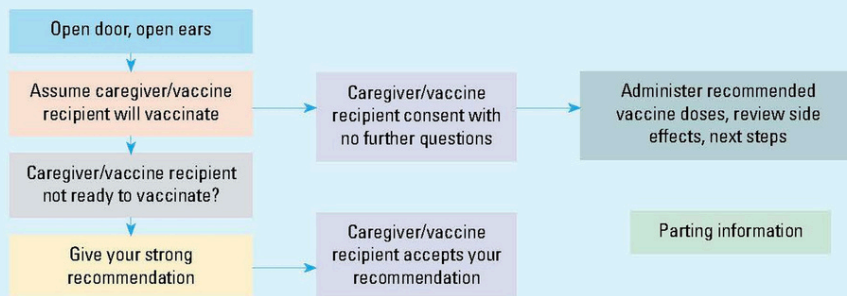 Open door, open ears
Assume caregiver/vaccine
recipient will vaccinate
Caregiver/vaccine
recipient consent with
no further questions
Administer recommended
vaccine doses, review side
effects, next steps
Caregiver/vaccine recipient
not ready to vaccinate?
Give your strong
recommendation
Caregiver/vaccine
recipient accepts your
recommendation
Parting information